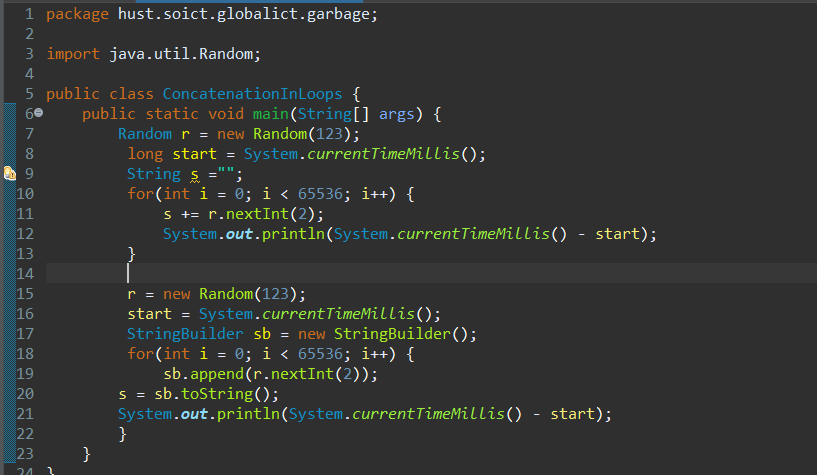 1 package hust.soict.globalict.garbage;
2
3 import java.util.Random;
4
5 public class ConcatenationInLoops {
6 public static void main(String[] args) {
7 Random r = new Random(123);
8 long start = System.currentTimeMillis();
9 String s ="";
10 for(int i = 0; i < 65536; i++) {
11 s += r.nextInt(2);
12 System.out.println(System.currentTimeMillis() - start);
13 }
14
15 r = new Random(123);
16 start = System.currentTimeMillis();
17 StringBuilder sb = new StringBuilder();
18 for(int i = 0; i < 65536; i++) {
19 sb.append(r.nextInt(2));
20 s = sb.toString();
21 System.out.println(System.currentTimeMillis() - start);
22 }
23 }
24 }